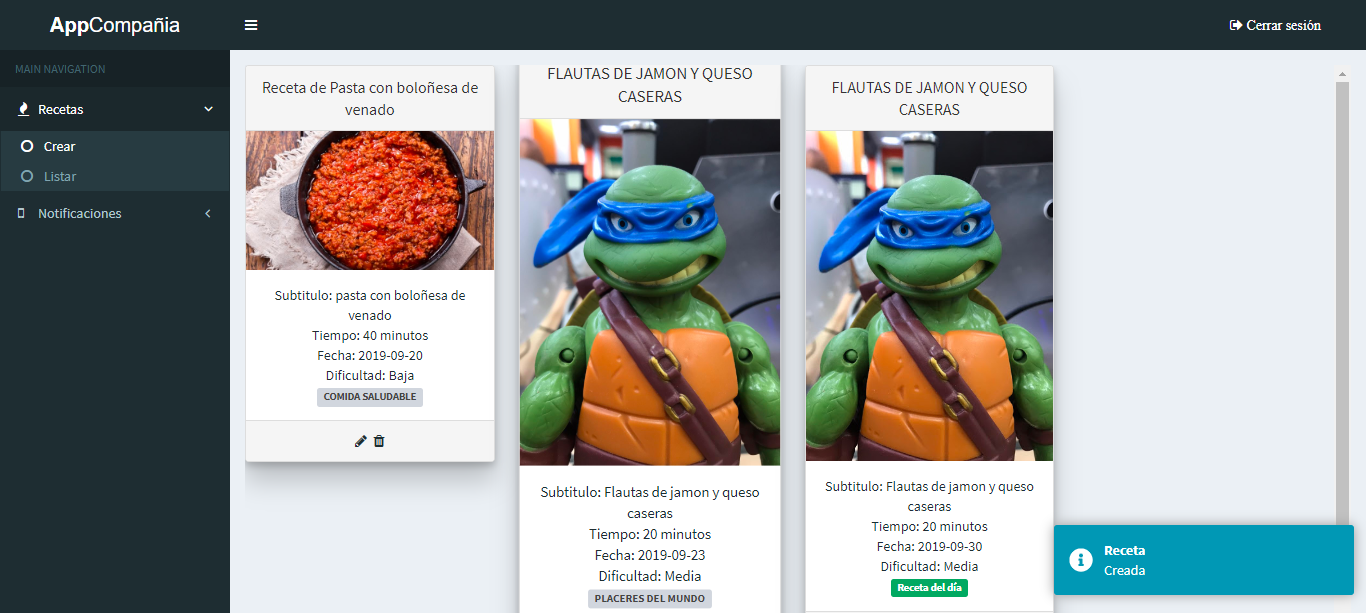 AppCompañia
Cerrar sesión
MAIN NAVIGATION
Recetas
Crear
Listar
Notificaciones
Receta de Pasta con boloñesa de
venado
Subtitulo: pasta con boloñesa de
venado
Tiempo: 40 minutos
Fecha: 2019-09-20
Dificultad: Baja
COMIDA SALUDABLE
FLAUTAS DE JAMON Y QUESO
CASERAS
Subtitulo: Flautas de jamon y queso
caseras
Tiempo: 20 minutos
Fecha: 2019-09-23
Dificultad: Media
PLACERES DEL MUNDO
FLAUTAS DE JAMON Y QUESO
CASERAS
Subtitulo: Flautas de jamon y queso
caseras
Tiempo: 20 minutos
Fecha: 2019-09-30
Dificultad: Media
Receta del día
Receta
Creada